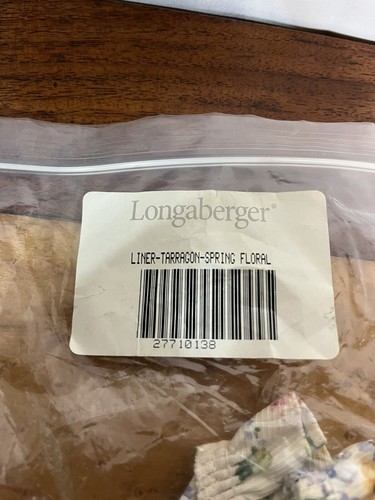 Longaberger®
LINER-TARRAGON-SPRING FLORAL
27710138